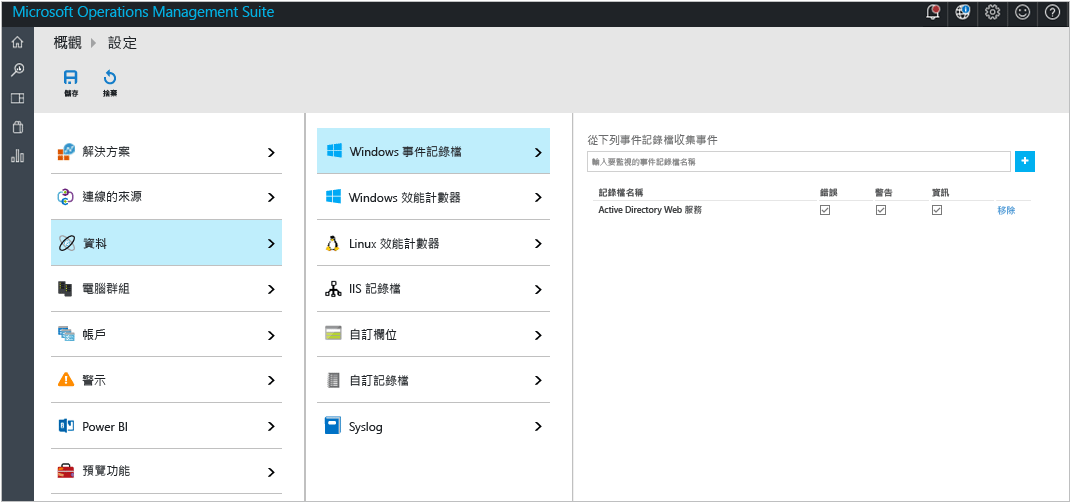 Microsoft Operations Management Suite
概觀 設定
儲存 捨棄
解決方案
連線的來源
資料
電腦群組
帳戶
警示
Power BI
預覽功能
Windows 事件記錄檔
Windows 效能計數器
Linux 效能計數器
IIS 記錄檔
自訂欄位
自訂記錄檔
Syslog
從下列事件記錄檔收集事件
輸入要監視的事件記錄檔名稱
記錄檔名稱 錯誤 警告 資訊
Active Directory Web 服務 移除